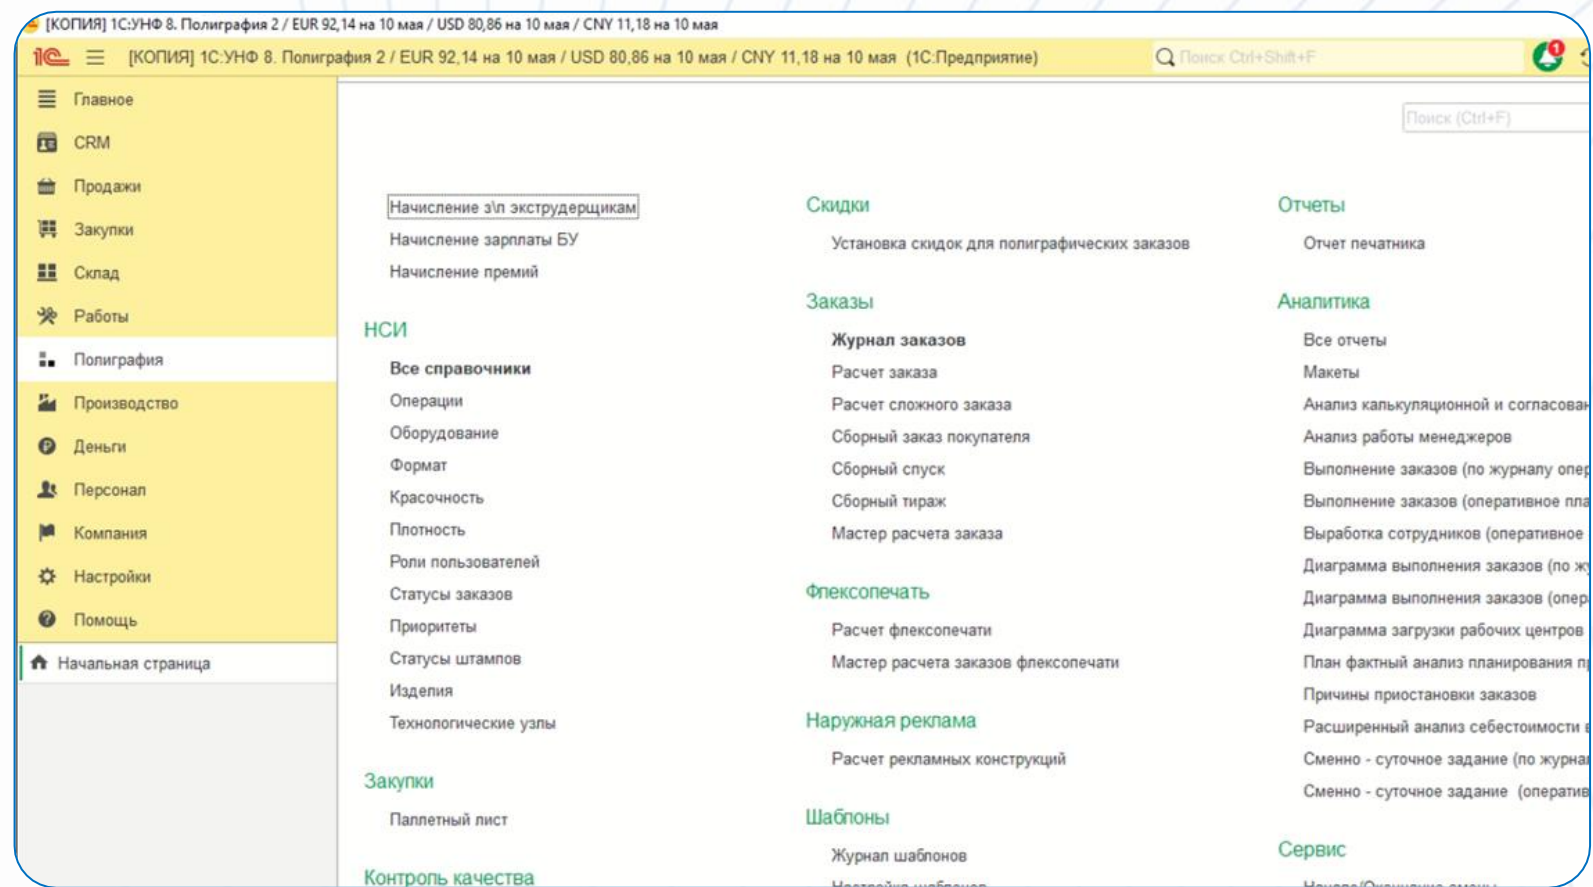 [КОПИЯ] 1С:УНФ 8. Полиграфия 2 / EUR 92,14 на 10 мая / USD 80,86 на 10 мая / CNY 11,18 на 10 мая
[КОПИЯ] 1С:УНФ 8. Полиграфия 2 / EUR 92,14 на 10 мая / USD 80,86 на 10 мая / CNY 11,18 на 10 мая (1С:Предприятие)
Поиск Ctrl+Shift+F
1
Главное
CRM
Продажи
Закупки
Склад
Работы
Полиграфия
Производство
Деньги
Персонал
Компания
Настройки
Помощь
Начальная страница
Поиск (Ctrl+F)
Начисление з\п экструдерщикам
Начисление зарплаты БУ
Начисление премий
НСИ
Все справочники
Операции
Оборудование
Формат
Красочность
Плотность
Роли пользователей
Статусы заказов
Приоритеты
Статусы штампов
Изделия
Технологические узлы
Закупки
Паллетный лист
Контроль качества
Скидки
Установка скидок для полиграфических заказов
Заказы
Журнал заказов
Расчет заказа
Расчет сложного заказа
Сборный заказ покупателя
Сборный спуск
Сборный тираж
Мастер расчета заказа
Флексопечать
Расчет флексопечати
Мастер расчета заказов флексопечати
Наружная реклама
Расчет рекламных конструкций
Шаблоны
Журнал шаблонов
Отчеты
Отчет печатника
Аналитика
Все отчеты
Макеты
Анализ калькуляционной и согласован
Анализ работы менеджеров
Выполнение заказов (по журналу опер
Выполнение заказов (оперативное пла
Выработка сотрудников (оперативное
Диаграмма выполнения заказов (по жу
Диаграмма выполнения заказов (опер
Диаграмма загрузки рабочих центров
План фактный анализ планирования п
Причины приостановки заказов
Расширенный анализ себестоимости в
Сменно - суточное задание (по журна
Сменно - суточное задание (оператив
Сервис